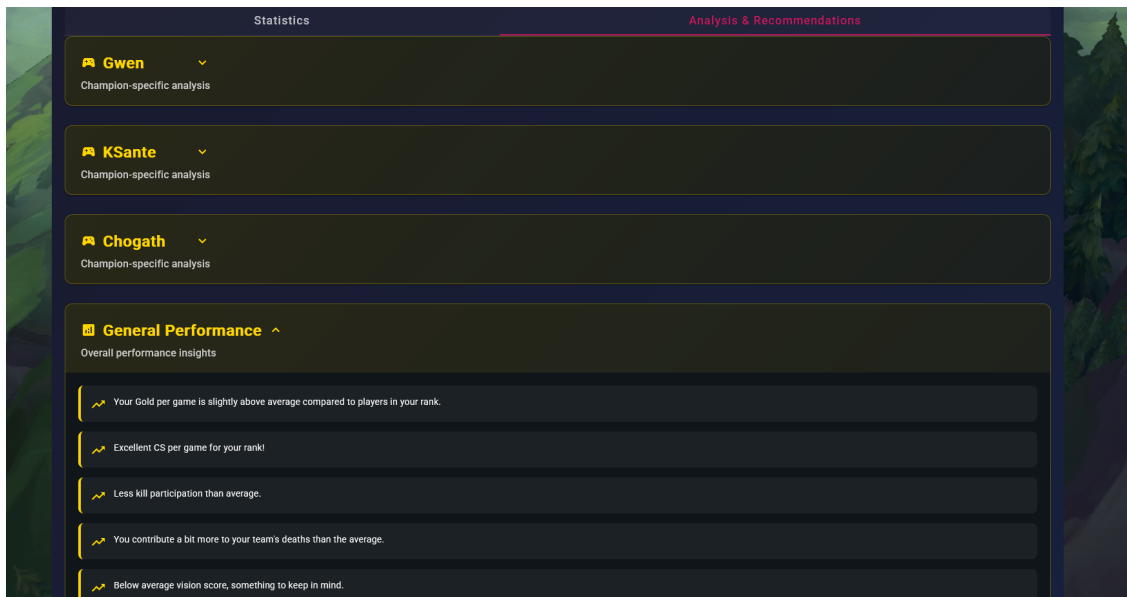 Statistics
Analysis & Recommendations
Gwen
Champion-specific analysis
KSante
Champion-specific analysis
Chogath
Champion-specific analysis
General Performance
Overall performance insights
Your Gold per game is slightly above average compared to players in your rank.
Excellent CS per game for your rank!
Less kill participation than average.
You contribute a bit more to your team's deaths than the average.
Below average vision score, something to keep in mind.